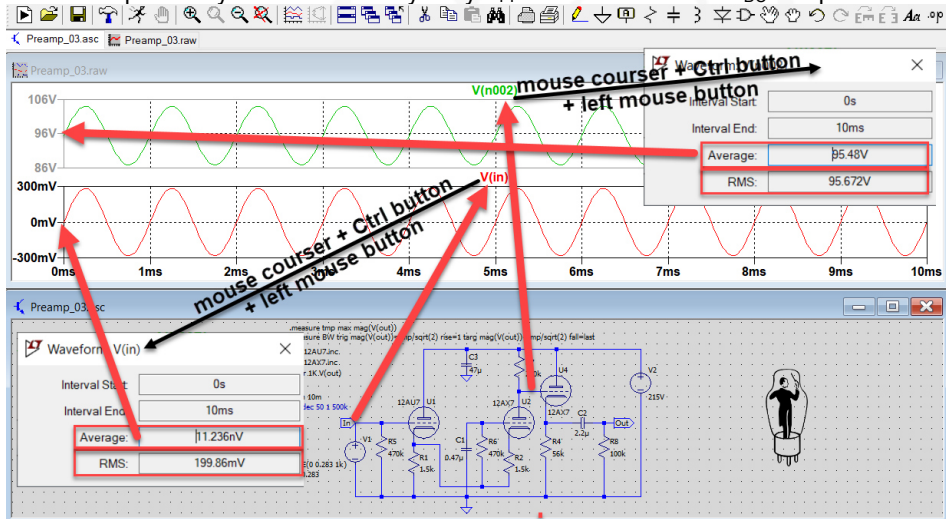 Preamp_03.asc Preamp_03.raw
Preamp_03.raw
V(n002)
106V
96V
86V
V(in)
300mV
0mV
-300mV
0ms 1ms 2ms 4ms 5ms 6ms 7ms 8ms 9ms 10ms
mouse courser + Ctrl button
+ left mouse button
Interval Start: 0s
Interval End: 10ms
Average: 95.48V
RMS: 95.672V
mouse courser + Ctrl button
+ left mouse button
Waveform: V(in)
Interval Start: 0s
Interval End: 10ms
Average: 11.236nV
RMS: 199.86mV
.measure tmp max mag(V(out))
12AU7.inc.
12AX7.inc.
dec 50 1 500k
C3
47µ
U4
V2
215V
12AU7 U1
12AX7 U2
12AX7 C2
2.2µ
In
Out
V1
R5
470k
C1
0.47µ
R6
470k
R1
1.5k
R2
1.5k
R4
56k
R8
100k